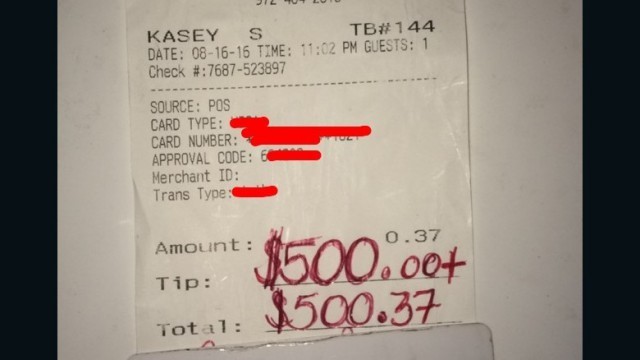 KASEY S TB#144
DATE: 08-16-16 TIME: 11:02 PM GUESTS: 1
Check #:7687-523897
SOURCE: POS
CARD TYPE:
CARD NUMBER:
APPROVAL CODE: 6
Merchant ID:
Trans Type:
Amount: 0.37
Tip: $500.00+
Total: $500.37